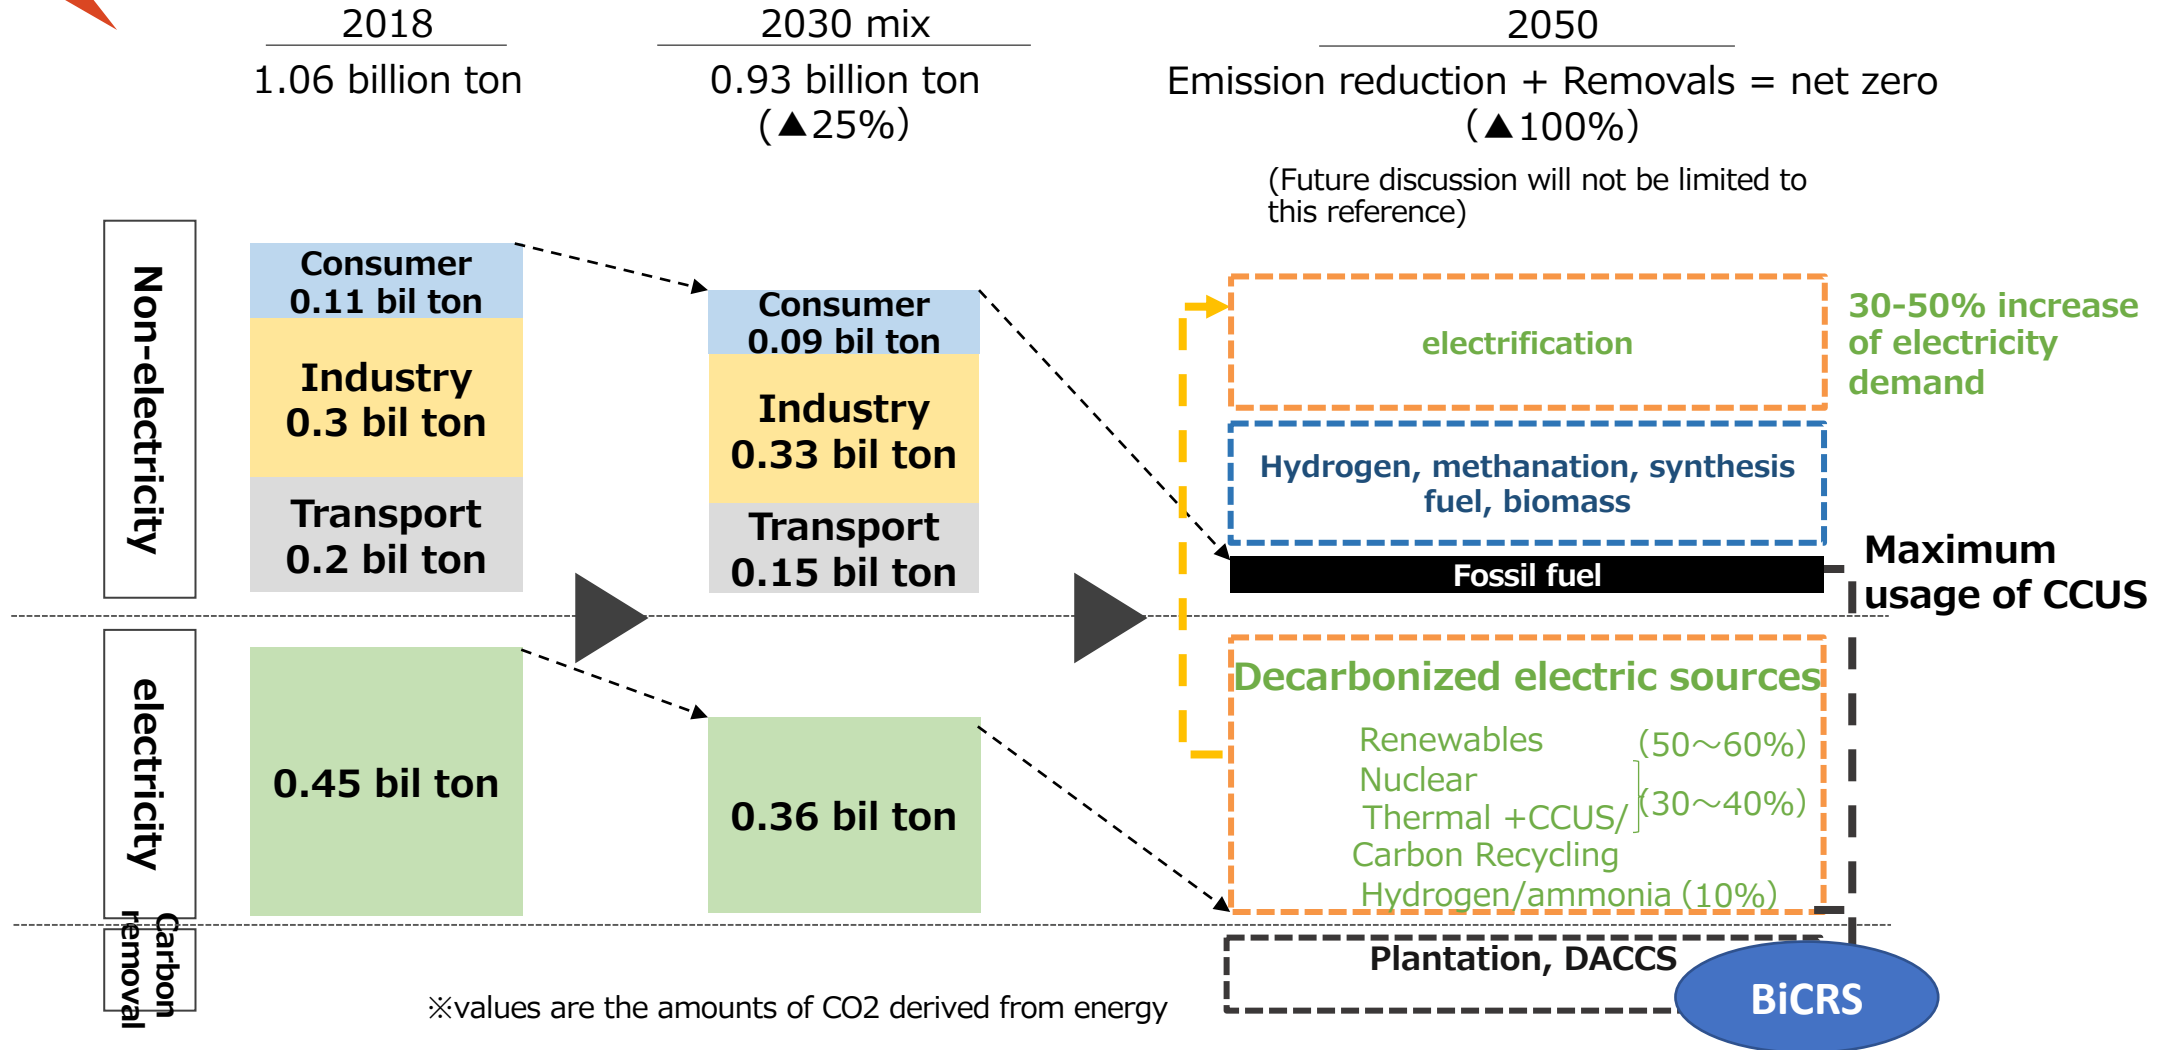 2018
1.06 billion ton
2030 mix
0.93 billion ton
(▲25%)
2050
Emission reduction + Removals = net zero
(▲100%)
(Future discussion will not be limited to
this reference)
Non-electricity
Consumer
0.11 bil ton
Industry
0.3 bil ton
Transport
0.2 bil ton
Consumer
0.09 bil ton
Industry
0.33 bil ton
Transport
0.15 bil ton
electrification
30-50% increase
of electricity
demand
Hydrogen, methanation, synthesis
fuel, biomass
Fossil fuel
Maximum
usage of CCUS
electricity
0.45 bil ton
0.36 bil ton
Decarbonized electric sources
Renewables (50～60%)
Nuclear
Thermal +CCUS/ (30～40%)
Carbon Recycling
Hydrogen/ammonia (10%)
Carbon
removal
Plantation, DACCS
BiCRS
※values are the amounts of CO2 derived from energy